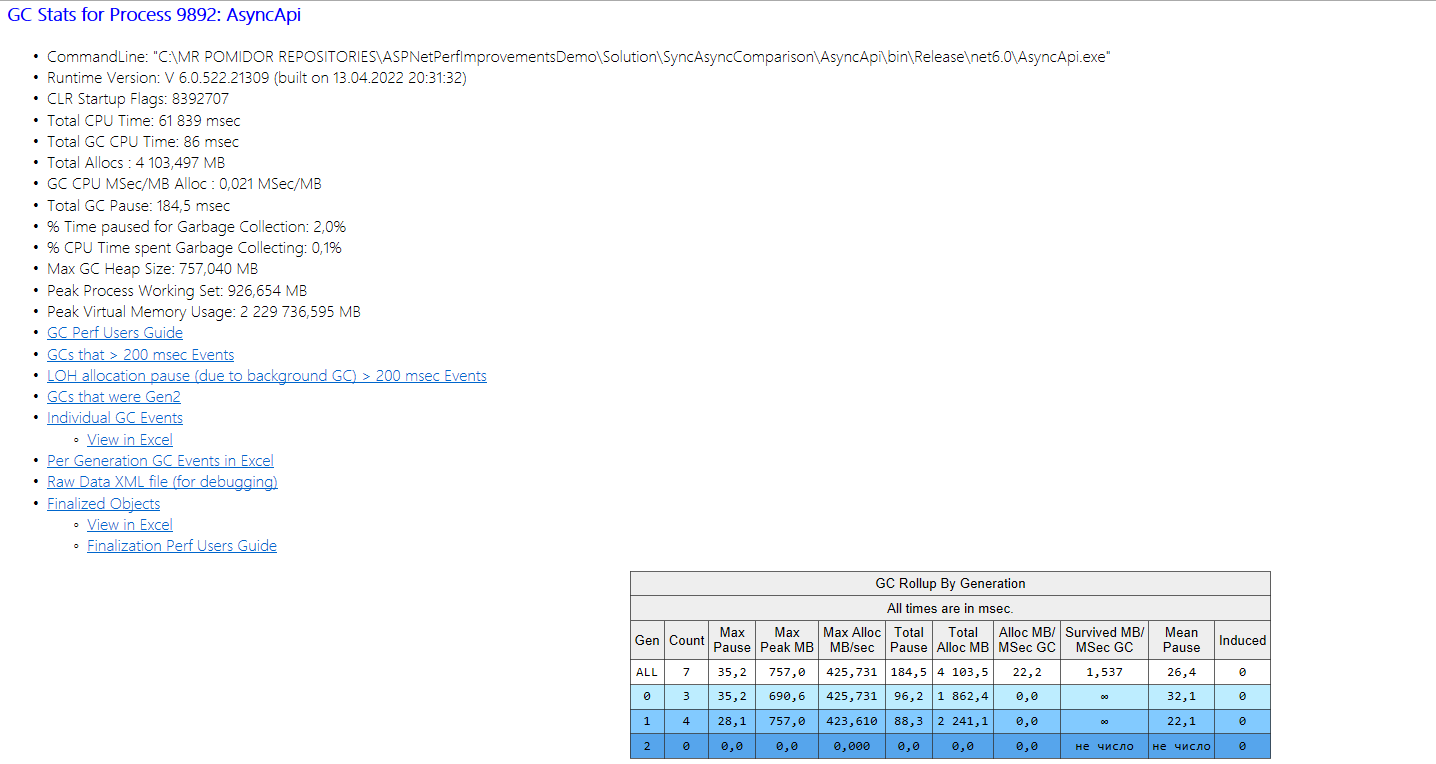 GC Stats for Process 9892: AsyncApi
• CommandLine: "C:\MR POMIDOR REPOSITORIES\ASPNetPerfImprovementsDemo\Solution\SyncAsyncComparison\AsyncApi\bin\Release\net6.0\AsyncApi.exe"
• Runtime Version: V 6.0.522.21309 (built on 13.04.2022 20:31:32)
• CLR Startup Flags: 8392707
• Total CPU Time: 61 839 msec
• Total GC CPU Time: 86 msec
• Total Allocs : 4 103,497 MB
• GC CPU MSec/MB Alloc : 0,021 MSec/MB
• Total GC Pause: 184,5 msec
• % Time paused for Garbage Collection: 2,0%
• % CPU Time spent Garbage Collecting: 0,1%
• Max GC Heap Size: 757,040 MB
• Peak Process Working Set: 926,654 MB
• Peak Virtual Memory Usage: 2 229 736,595 MB
• GC Perf Users Guide
• GCs that > 200 msec Events
• LOH allocation pause (due to background GC) > 200 msec Events
• GCs that were Gen2
• Individual GC Events
◦ View in Excel
• Per Generation GC Events in Excel
• Raw Data XML file (for debugging)
• Finalized Objects
◦ View in Excel
◦ Finalization Perf Users Guide
GC Rollup By Generation
All times are in msec.
Gen Count Max Pause Max Peak MB Max Alloc MB/sec Total Pause Total Alloc MB Alloc MB/ MSec GC Survived MB/ MSec GC Mean Pause Induced
ALL 7 35,2 757,0 425,731 184,5 4 103,5 22,2 1,537 26,4 0
0 3 35,2 690,6 425,731 96,2 1 862,4 0,0 ∞ 32,1 0
1 4 28,1 757,0 423,610 88,3 2 241,1 0,0 ∞ 22,1 0
2 0 0,0 0,0 0,000 0,0 0,0 0,0 не число не число 0